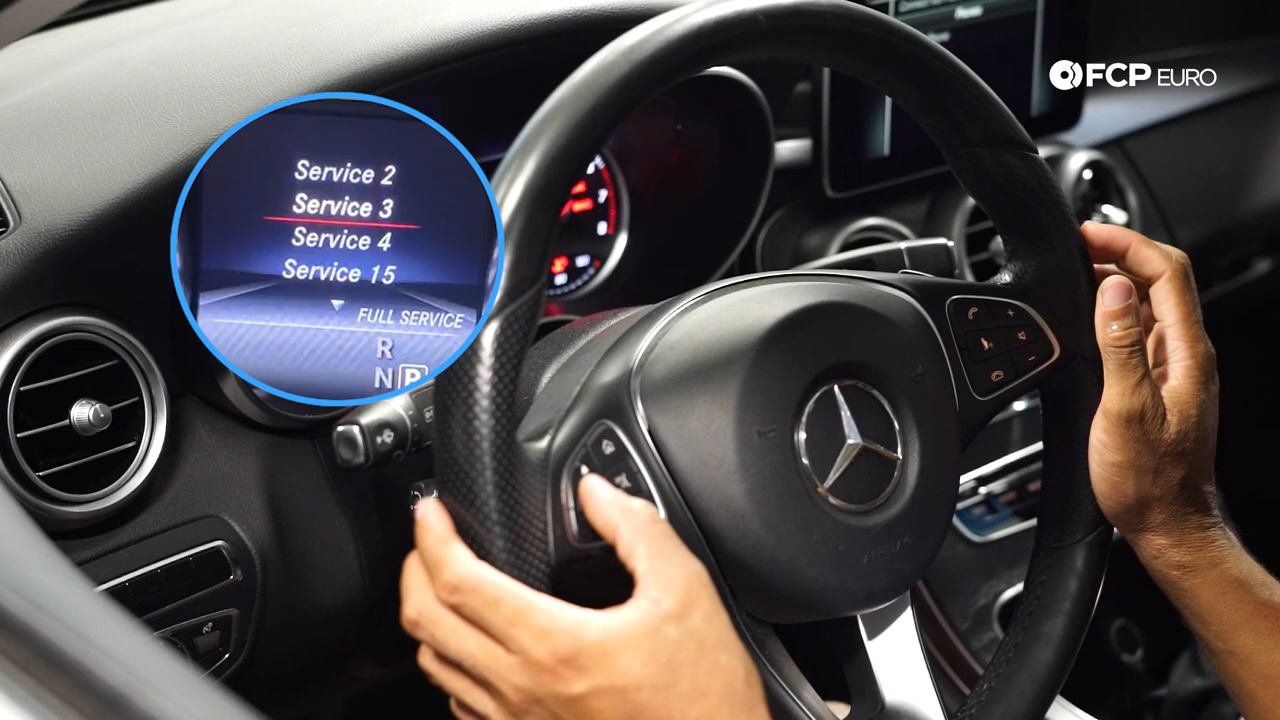 FCP EURO
Service 2
Service 3
Service 4
Service 15
FULL SERVICE
R
N P